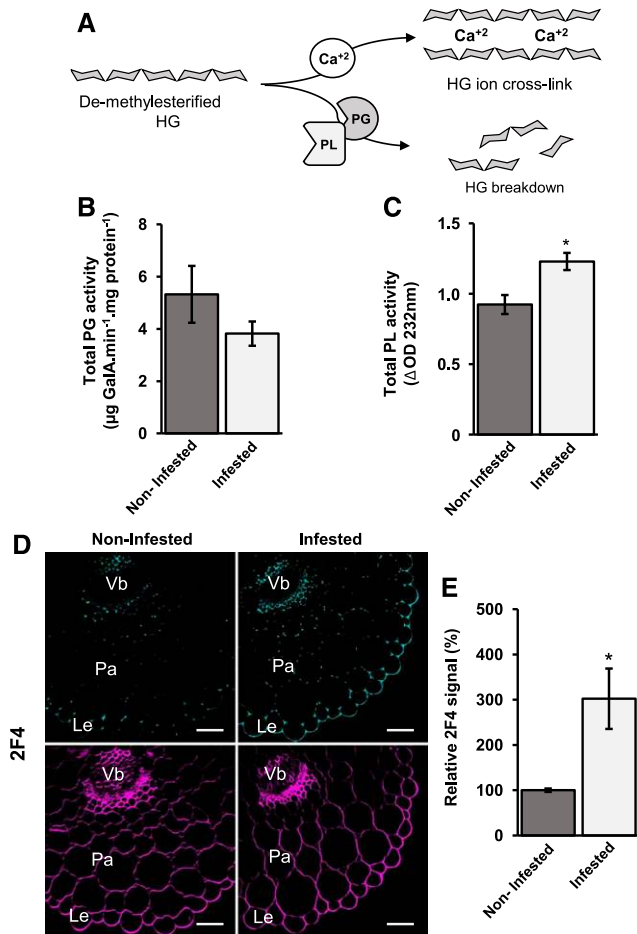 A
Ca+2
Ca+2 Ca+2
HG ion cross-link
De-methylesterified
HG
PG
PL
HG breakdown
B
Total PG activity
(µg GalA.min-1.mg protein-1)
8
6
4
2
0
Non- Infested
Infested
C
Total PL activity
(ΔOD 232nm)
1.5
1.0
0.5
0
*
Non- Infested
Infested
D
Non-Infested
Infested
2F4
Vb
Pa
Le
Vb
Pa
Le
Vb
Pa
Le
Vb
Pa
Le
E
Relative 2F4 signal (%)
500
400
300
200
100
0
*
Non- Infested
Infested